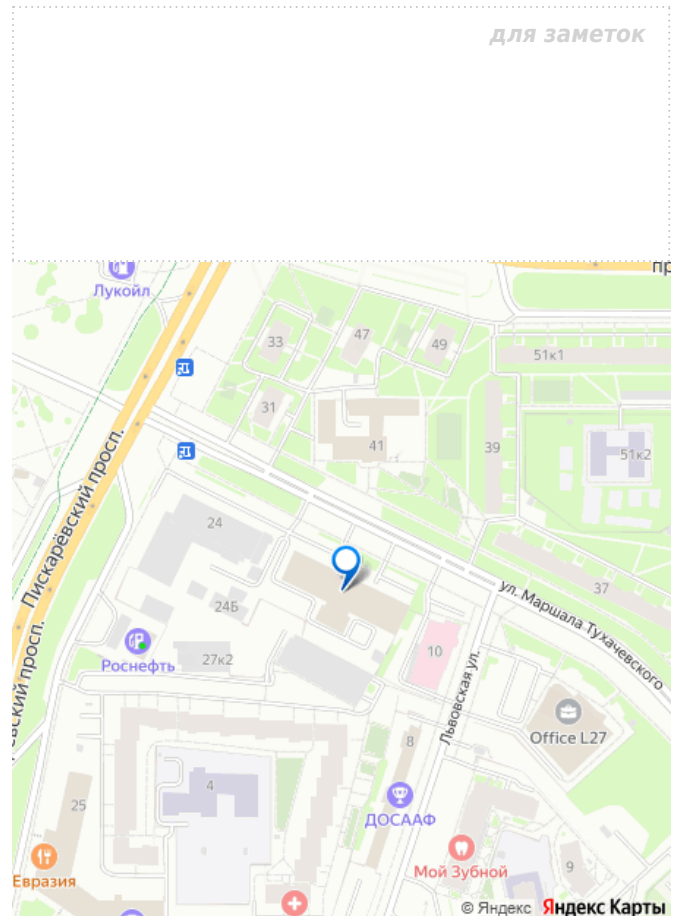 для заметок
пр
Лукойл
33
47
49
51к1
31
41
39
51к2
Пискарёвский просп.
24
37
ул. Маршала Тухачевского
24Б
Роснефть
27к2
10
Львовская ул.
евский просп.
Office L27
8
4
25
ДОСААФ
Мой Зубной
9
Евразия
© Яндекс Яндекс Карты